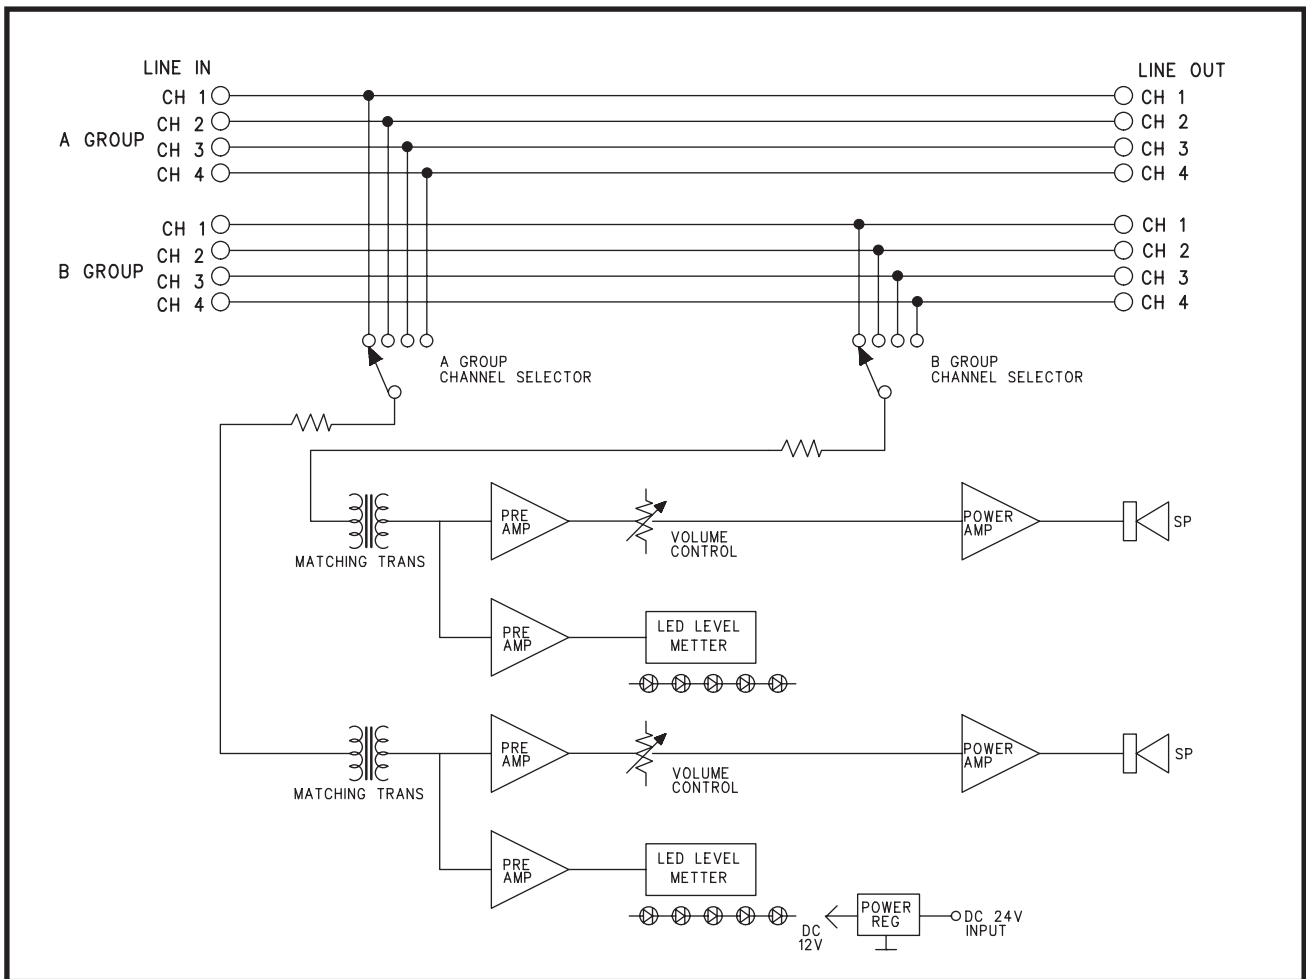 LINE IN
LINE OUT
CH 1
CH 1
CH 2
CH 2
A GROUP
CH 3
CH 3
CH 4
CH 4
CH 1
CH 1
CH 2
CH 2
B GROUP
CH 3
CH 3
CH 4
CH 4
A GROUP
CHANNEL SELECTOR
B GROUP
CHANNEL SELECTOR
PRE
AMP
POWER
AMP
SP
VOLUME
CONTROL
MATCHING TRANS
PRE
AMP
LED LEVEL
METTER
PRE
AMP
POWER
AMP
SP
VOLUME
CONTROL
MATCHING TRANS
PRE
AMP
LED LEVEL
METTER
POWER
REG
DC 24V
INPUT
DC
12V